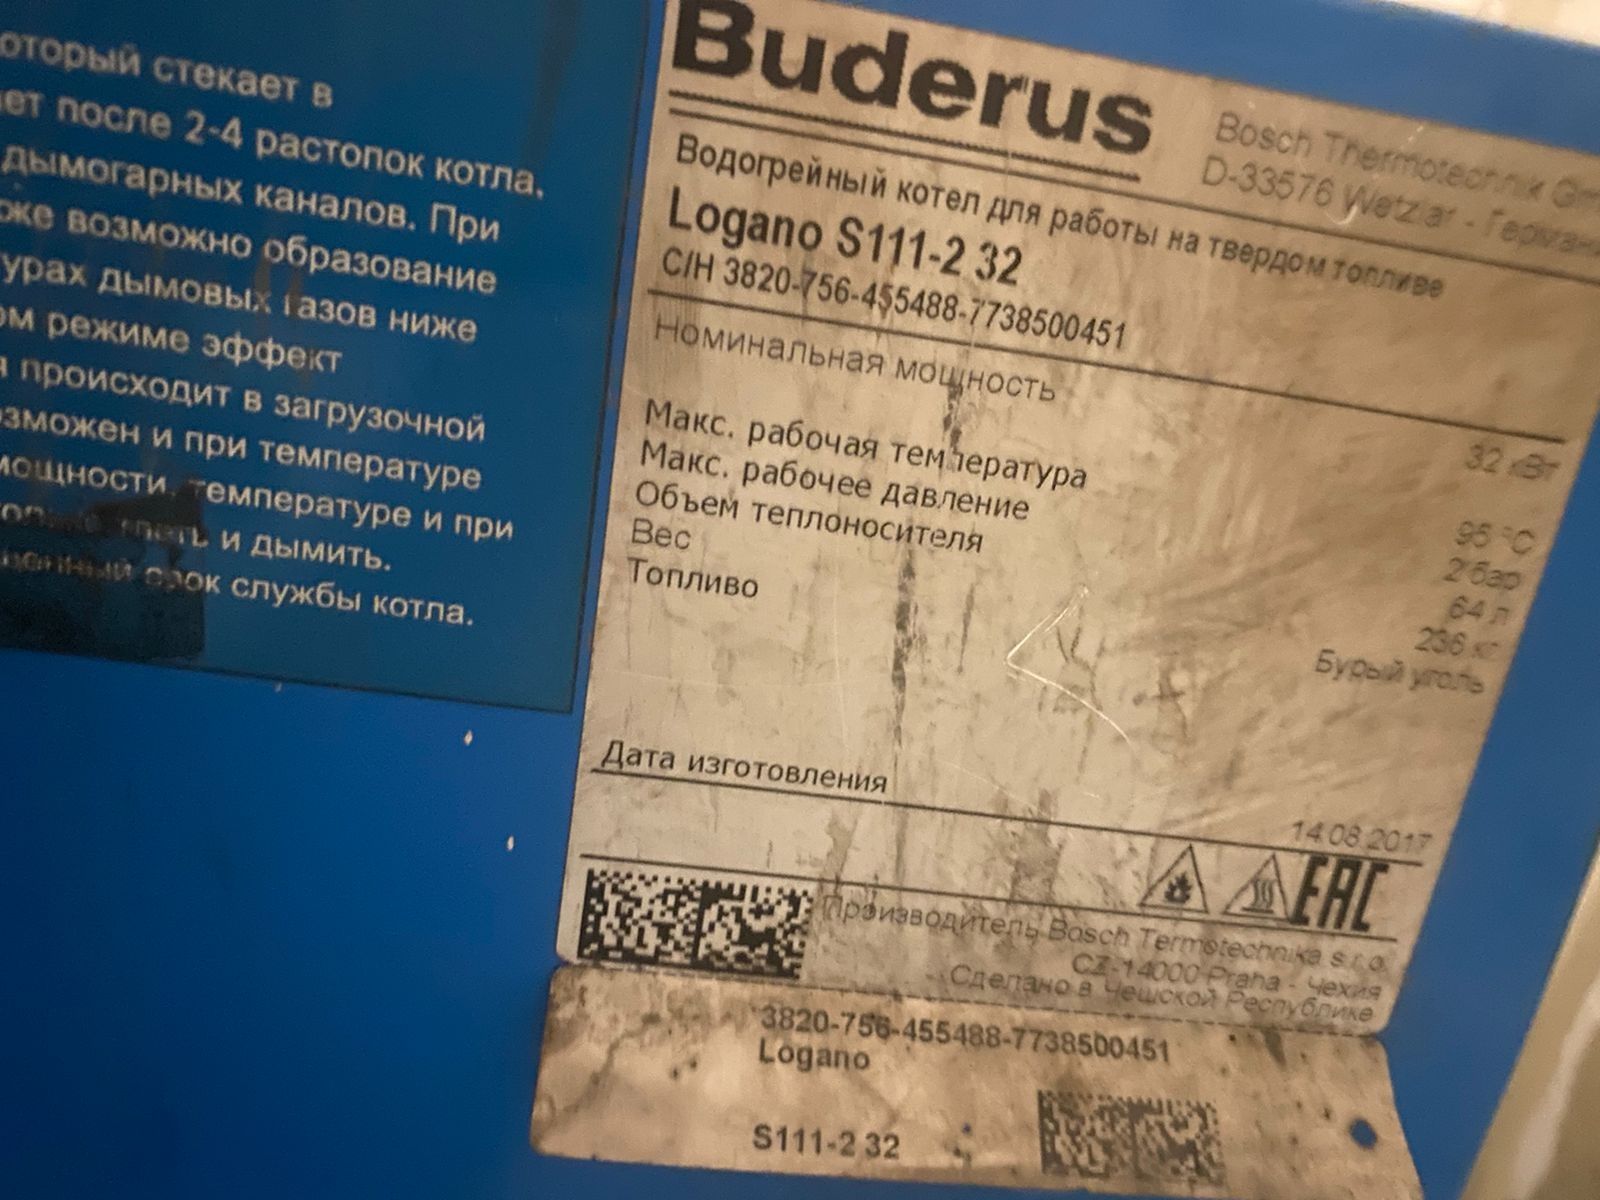 оторый стекает в
ет после 2-4 растопок котла.
дымогарных каналов. При
оже возможно образование
урах дымовых газов ниже
ом режиме эффект
я происходит в загрузочной
озможен и при температуре
мощности, температуре и при
и дымить.
срок службы котла.
Buderus
Bosch Thermotechnik Gm
D-33576 Wetzlar - Герман
Водогрейный котел для работы на твердом топливе
Logano S111-2 32
С/Н 3820-756-455488-7738500451
Номинальная мощность 32 кВт
Макс. рабочая температура 95 °C
Макс. рабочее давление 2 бар
Объем теплоносителя 64 л
Вес 236 кг
Топливо Бурый уголь
Дата изготовления 14.08.2017
EAC
Производитель Bosch Termotechnika s.r.o.
CZ-14000 Praha - Чехия
Сделано в Чешской Республике
3820-756-455488-7738500451
Logano
S111-2 32